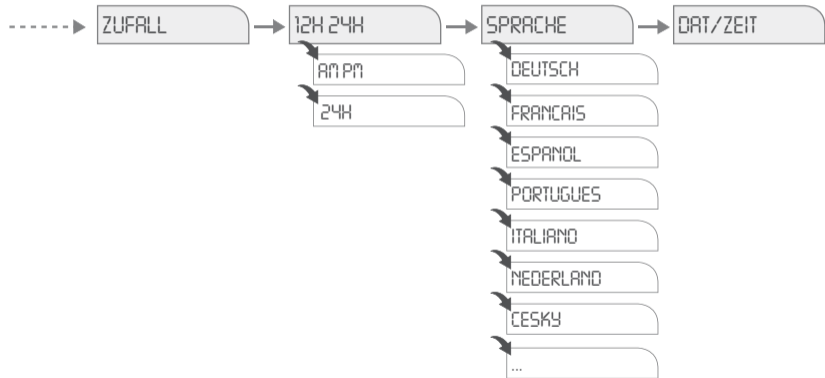 ZUFALL
12H 24H
AM PM
24H
SPRACHE
DEUTSCH
FRANCAIS
ESPANOL
PORTUGUES
ITALIANO
NEDERLAND
CESKY
...
DAT/ZEIT